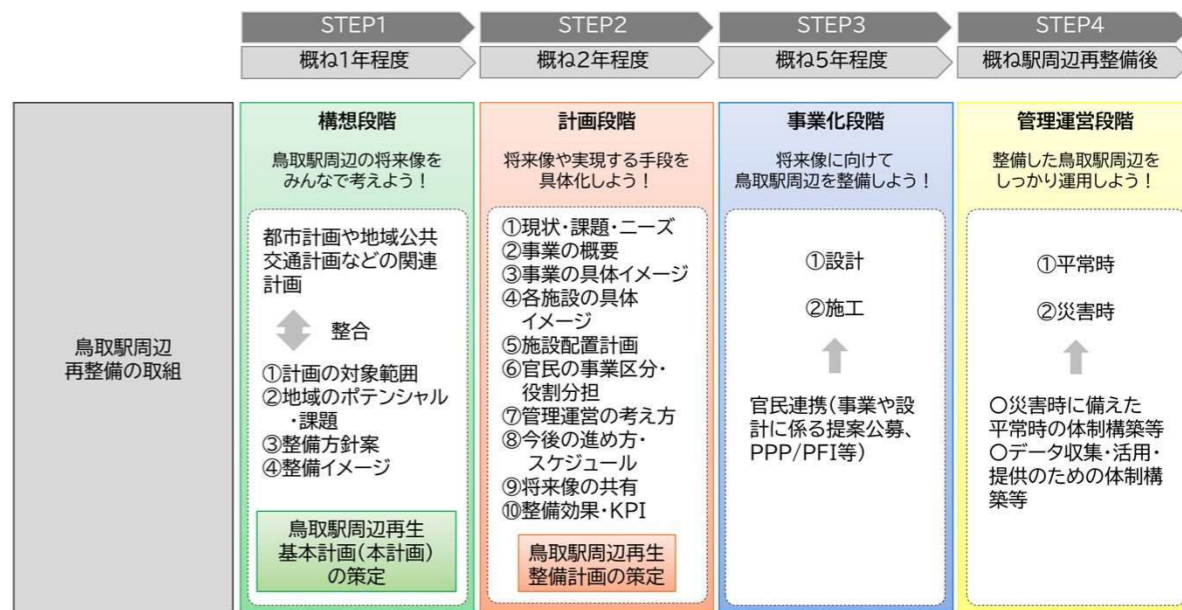 STEP1
STEP2
STEP3
STEP4
概ね1年程度
概ね2年程度
概ね5年程度
概ね駅周辺再整備後
鳥取駅周辺
再整備の取組
構想段階
鳥取駅周辺の将来像を
みんなで考えよう！
都市計画や地域公共
交通計画などの関連
計画
整合
①計画の対象範囲
②地域のポテンシャル
・課題
③整備方針案
④整備イメージ
鳥取駅周辺再生
基本計画(本計画)
の策定
計画段階
将来像や実現する手段を
具体化しよう！
①現状・課題・ニーズ
②事業の概要
③事業の具体イメージ
④各施設の具体
イメージ
⑤施設配置計画
⑥官民の事業区分・
役割分担
⑦管理運営の考え方
⑧今後の進め方・
スケジュール
⑨将来像の共有
⑩整備効果・KPI
鳥取駅周辺再生
整備計画の策定
事業化段階
将来像に向けて
鳥取駅周辺を整備しよう！
①設計
②施工
官民連携(事業や設
計に係る提案公募、
PPP/PFI等)
管理運営段階
整備した鳥取駅周辺を
しっかり運用しよう！
①平常時
②災害時
〇災害時に備えた
平常時の体制構築等
〇データ収集・活用・
提供のための体制構
築等